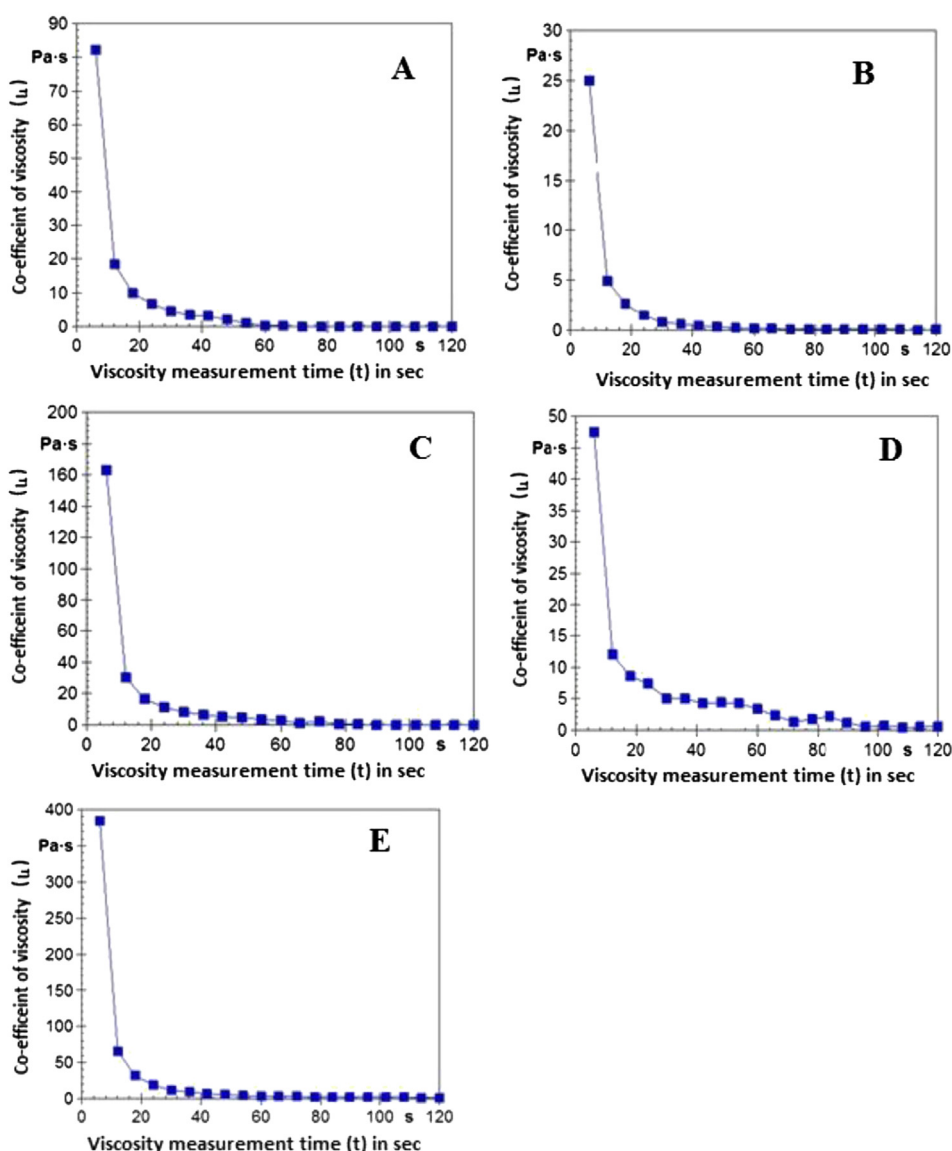 90
Pa·s
80
70
60
50
40
30
20
10
0
0 20 40 60 80 100 s 120
Co-efficeint of viscosity (μ)
Viscosity measurement time (t) in sec
A
30
Pa·s
25
20
15
10
5
0
0 20 40 60 80 100 s 120
Co-efficeint of viscosity (μ)
Viscosity measurement time (t) in sec
B
200
Pa·s
160
140
120
100
80
60
40
20
0
0 20 40 60 80 100 s 120
Co-efficeint of viscosity (μ)
Viscosity measurement time (t) in sec
C
50
Pa·s
40
35
30
25
20
15
10
5
0
0 20 40 60 80 100 s 120
Co-efficeint of viscosity (μ)
Viscosity measurement time (t) in sec
D
400
Pa·s
300
250
200
150
100
50
0
0 20 40 60 80 100 s 120
Co-efficeint of viscosity (μ)
Viscosity measurement time (t) in sec
E